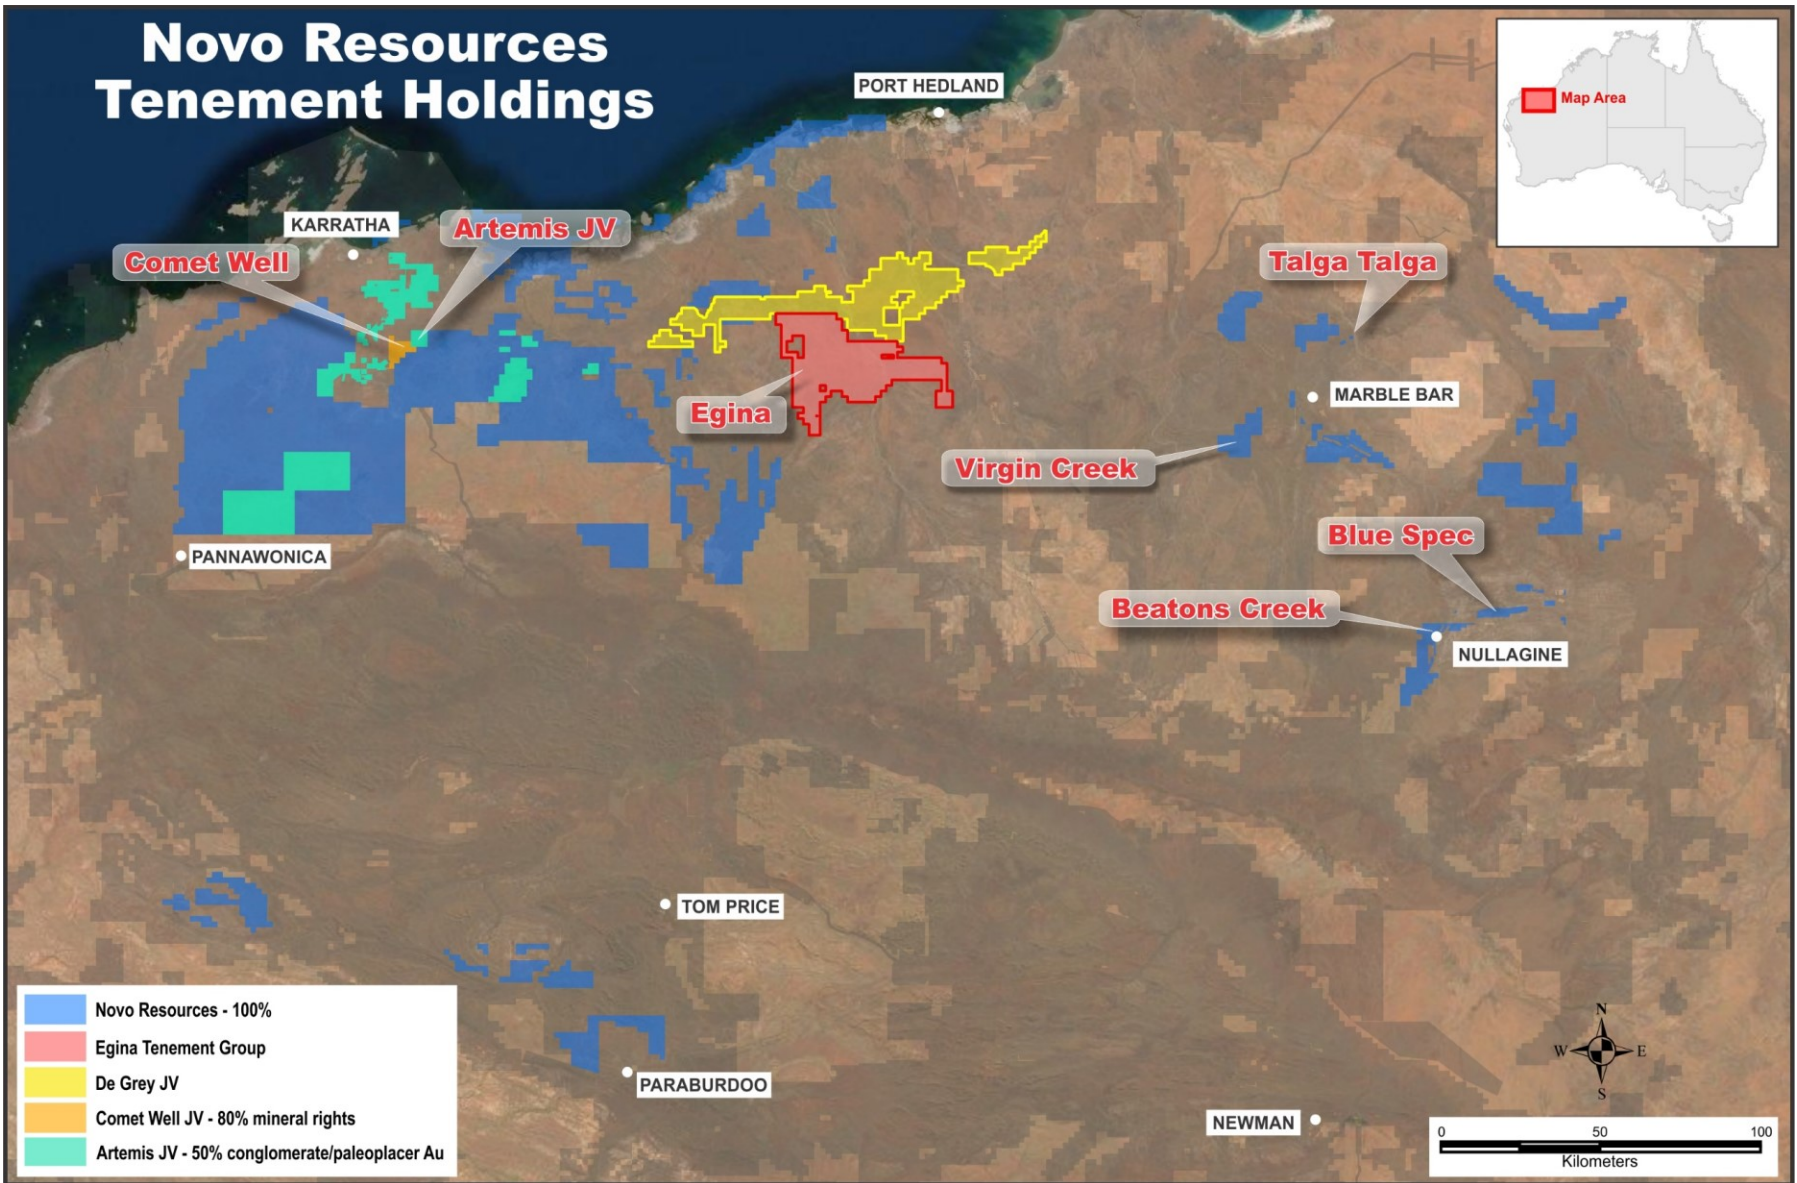 Novo Resources
Tenement Holdings
PORT HEDLAND
Map Area
KARRATHA
Artemis JV
Comet Well
Talga Talga
MARBLE BAR
Egina
Virgin Creek
Blue Spec
PANNAWONICA
Beatons Creek
NULLAGINE
TOM PRICE
PARABURDOO
NEWMAN
Novo Resources - 100%
Egina Tenement Group
De Grey JV
Comet Well JV - 80% mineral rights
Artemis JV - 50% conglomerate/paleoplacer Au
N
W E
S
0 50 100
Kilometers